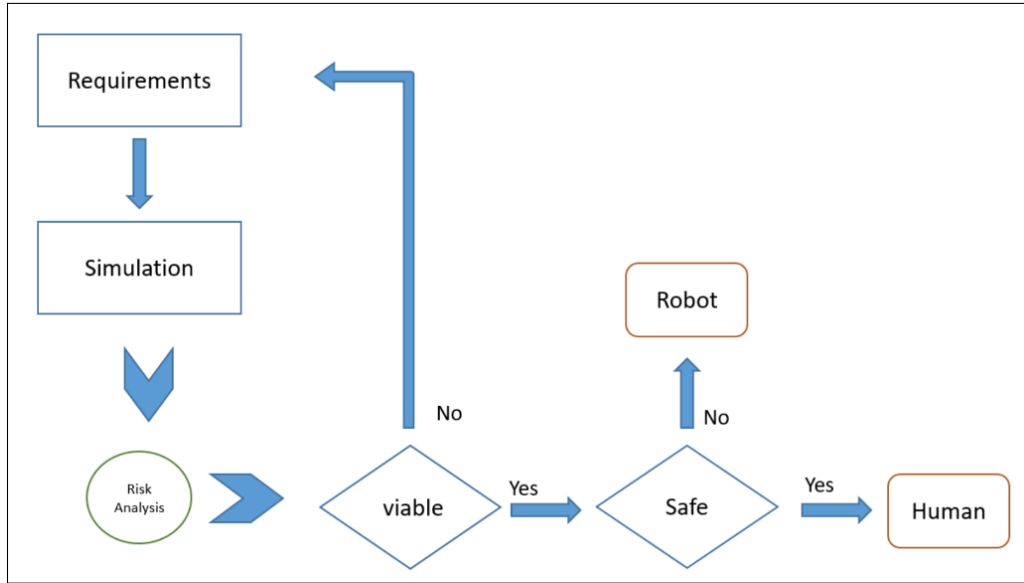 Requirements
Simulation
Risk
Analysis
viable
No
Yes
Safe
No
Robot
Yes
Human